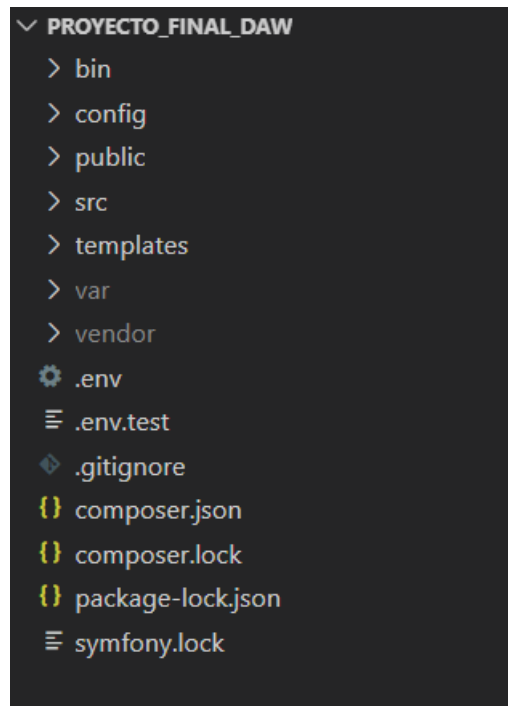 PROYECTO_FINAL_DAW
bin
config
public
src
templates
var
vendor
.env
.env.test
.gitignore
composer.json
composer.lock
package-lock.json
symfony.lock